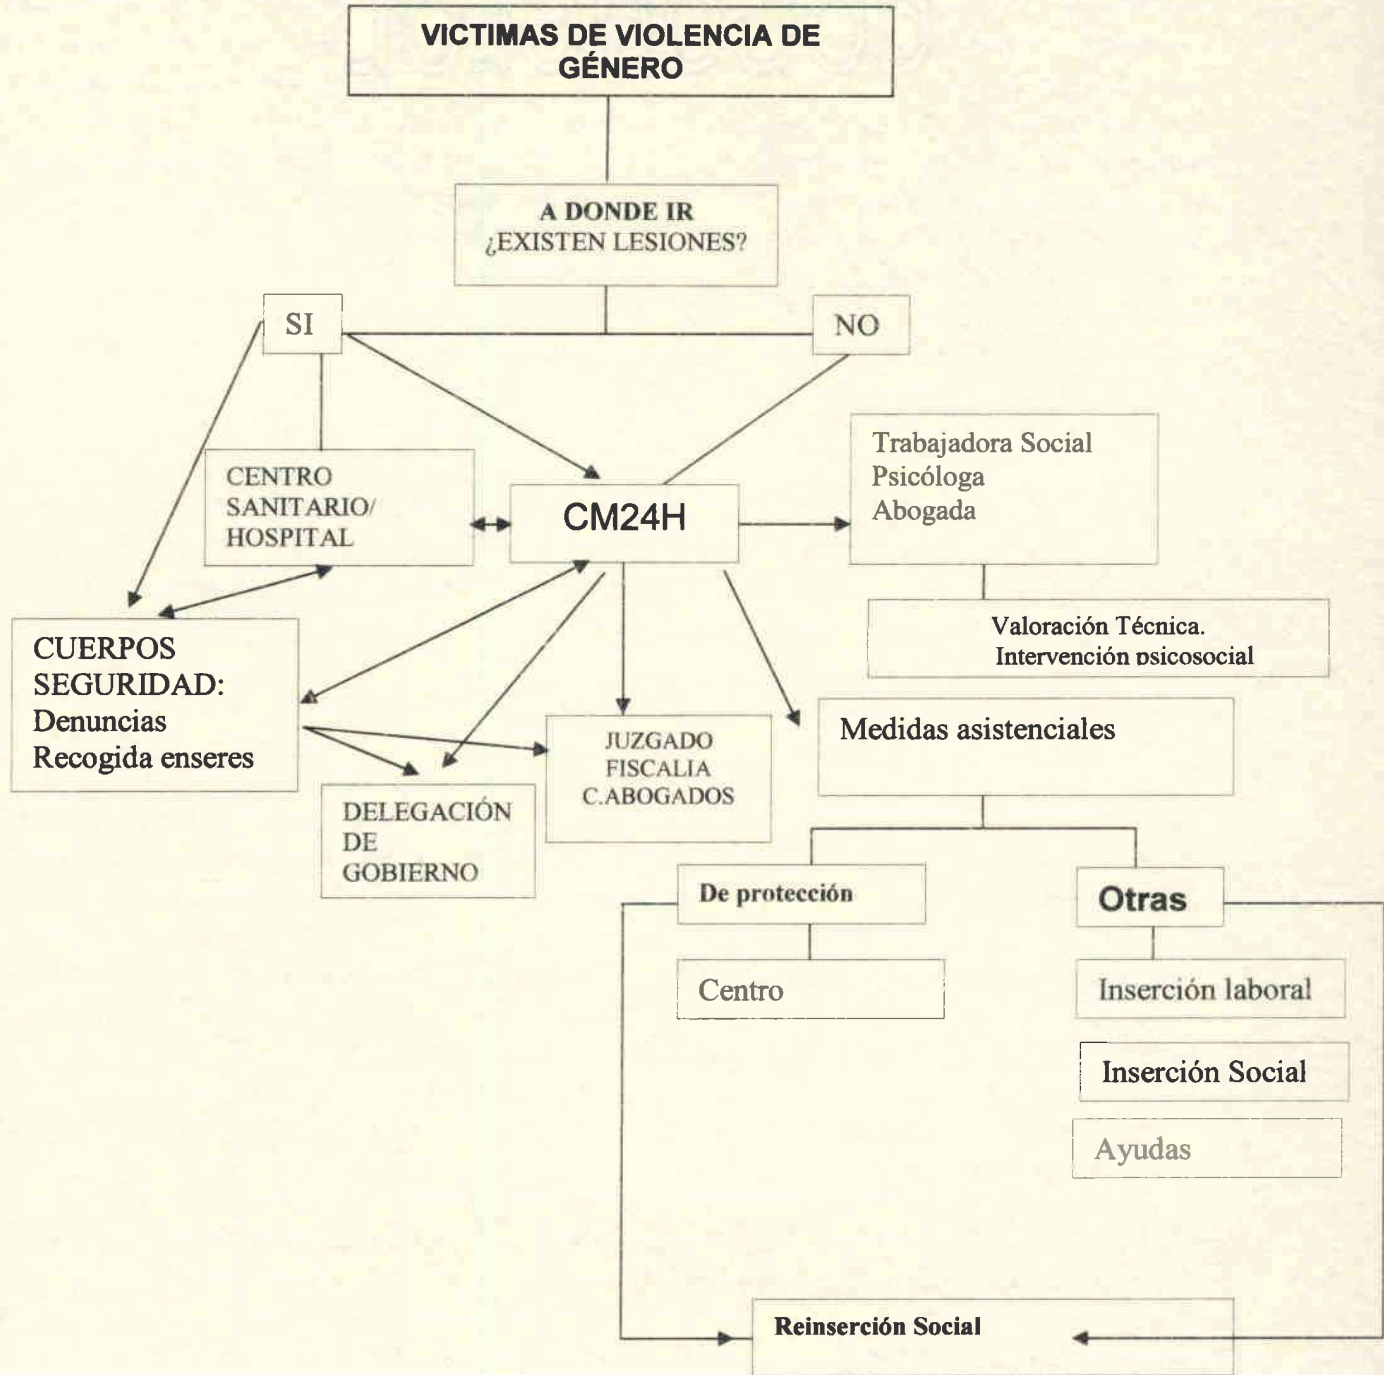 VICTIMAS DE VIOLENCIA DE
GÉNERO
A DONDE IR
¿EXISTEN LESIONES?
SI
NO
Trabajadora Social
Psicóloga
Abogada
CENTRO
SANITARIO/
HOSPITAL
CM24H
Valoración Técnica.
Intervención psicosocial
CUERPOS
SEGURIDAD:
Denuncias
Recogida enseres
Medidas asistenciales
JUZGADO
FISCALIA
C.ABOGADOS
DELEGACIÓN
DE
GOBIERNO
De protección
Otras
Centro
Inserción laboral
Inserción Social
Ayudas
Reinserción Social